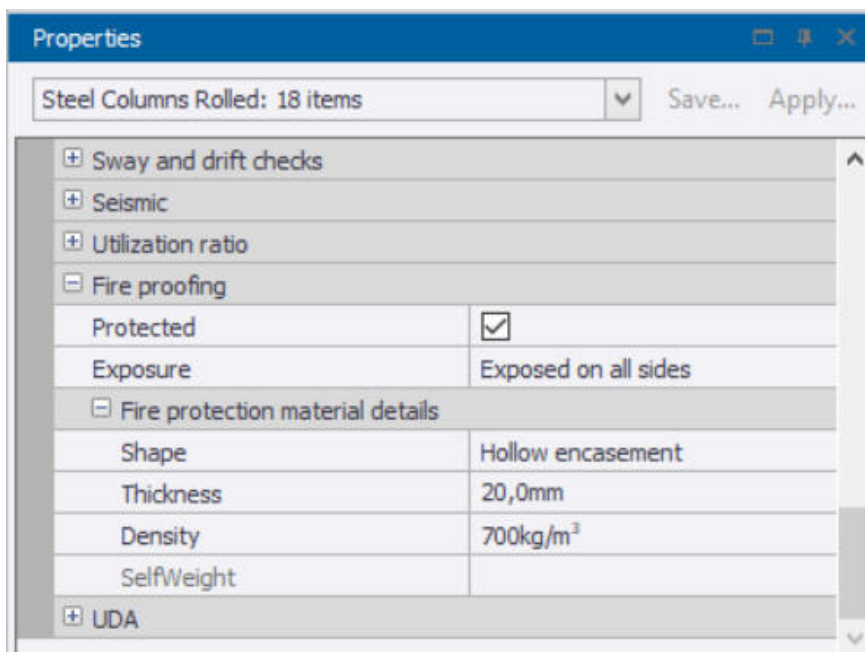 Properties
Steel Columns Rolled: 18 items Save... Apply...
Sway and drift checks
Seismic
Utilization ratio
Fire proofing
Protected
Exposure Exposed on all sides
Fire protection material details
Shape Hollow encasement
Thickness 20,0mm
Density 700kg/m³
SelfWeight
UDA